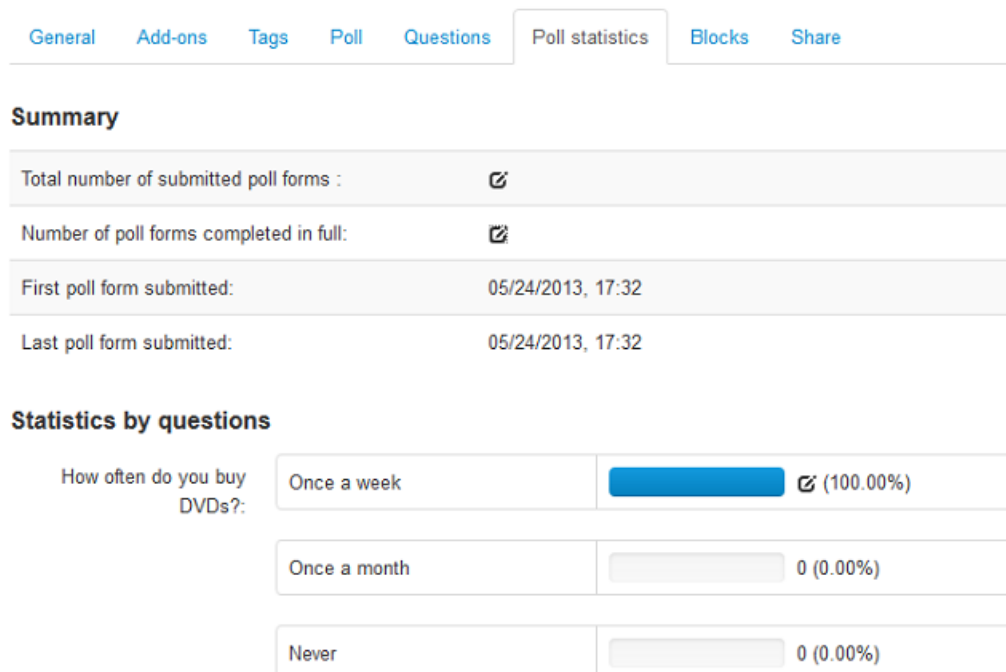 General Add-ons Tags Poll Questions Poll statistics Blocks Share
Summary
Total number of submitted poll forms :
Number of poll forms completed in full:
First poll form submitted: 05/24/2013, 17:32
Last poll form submitted: 05/24/2013, 17:32
Statistics by questions
How often do you buy
DVDs?:
Once a week (100.00%)
Once a month 0 (0.00%)
Never 0 (0.00%)